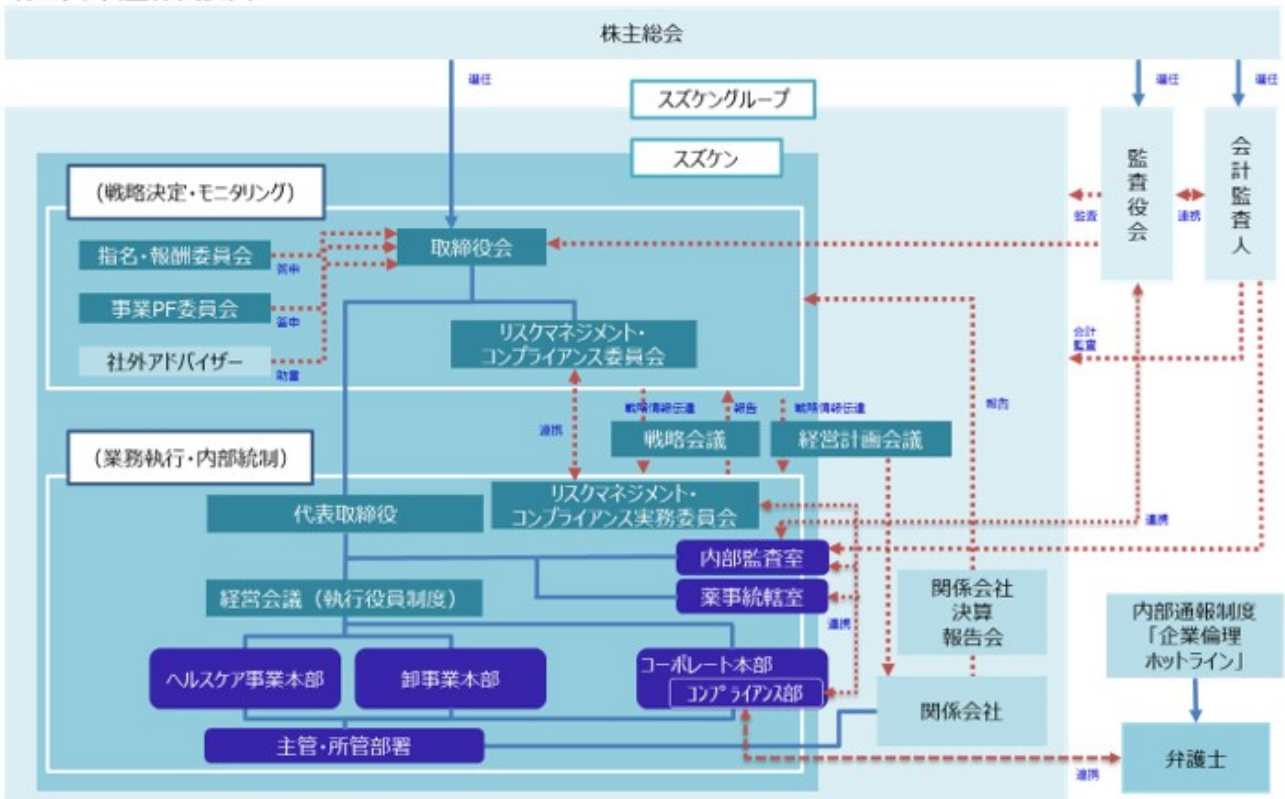 株主総会
選任
選任
選任
スズケングループ
スズケン
監査役会
会計監査人
(戦略決定・モニタリング)
監査
連携
指名・報酬委員会
答申
取締役会
事業PF委員会
答申
社外アドバイザー
助言
リスクマネジメント・
コンプライアンス委員会
会計
監査
戦略情報伝達
報告
戦略情報伝達
報告
連携
戦略会議
経営計画会議
(業務執行・内部統制)
代表取締役
リスクマネジメント・
コンプライアンス実務委員会
連携
内部監査室
経営会議(執行役員制度)
薬事統轄室
関係会社
決算
報告会
内部通報制度
「企業倫理
ホットライン」
連携
ヘルスケア事業本部
卸事業本部
コーポレート本部
コンプライアンス部
関係会社
主管・所管部署
弁護士
連携